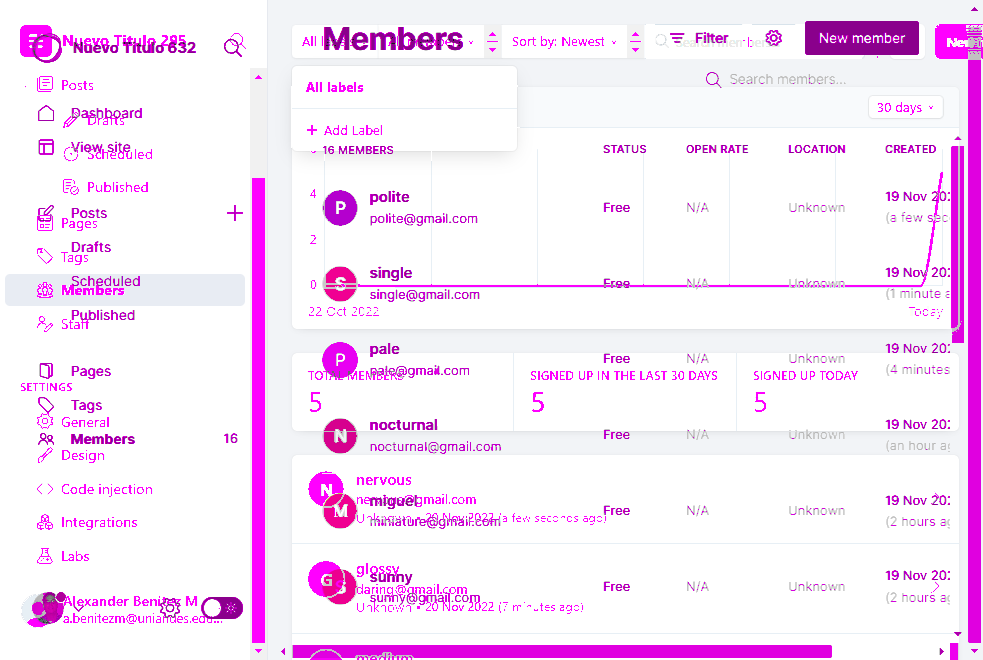 Nuevo Titulo 295
Nuevo Titulo 632
Posts
Dashboard
Drafts
View site
Scheduled
Published
Posts
Pages
Drafts
Tags
Scheduled
Members
Published
Staff
Pages
SETTINGS
Tags
General
Members 16
Design
Code injection
Integrations
Labs
Alexander Benitez M
a.benitezm@uniandes.edu...
All labels
Members
Sort by: Newest
Filter
New member
Search members...
All labels
30 days
+ Add Label
16 MEMBERS STATUS OPEN RATE LOCATION CREATED
4
polite
polite@gmail.com
Free N/A Unknown 19 Nov 20
(a few sec
2
single
single@gmail.com
Free N/A Unknown 19 Nov 20
(1 minute a
0
22 Oct 2022 Today
pale
pale@gmail.com
Free N/A Unknown 19 Nov 20
(4 minutes
TOTAL MEMBERS
5
SIGNED UP IN THE LAST 30 DAYS
5
SIGNED UP TODAY
5
nocturnal
nocturnal@gmail.com
Free N/A Unknown 19 Nov 20
(an hour ag
nervous
nervous@gmail.com
Unknown • 20 Nov 2022 (a few seconds ago)
miguel
miniature@gmail.com
Free N/A Unknown 19 Nov 20
(2 hours ag
glossy
daring@gmail.com
Unknown • 20 Nov 2022 (7 minutes ago)
sunny
sunny@gmail.com
Free N/A Unknown 19 Nov 20
(2 hours ag
medium